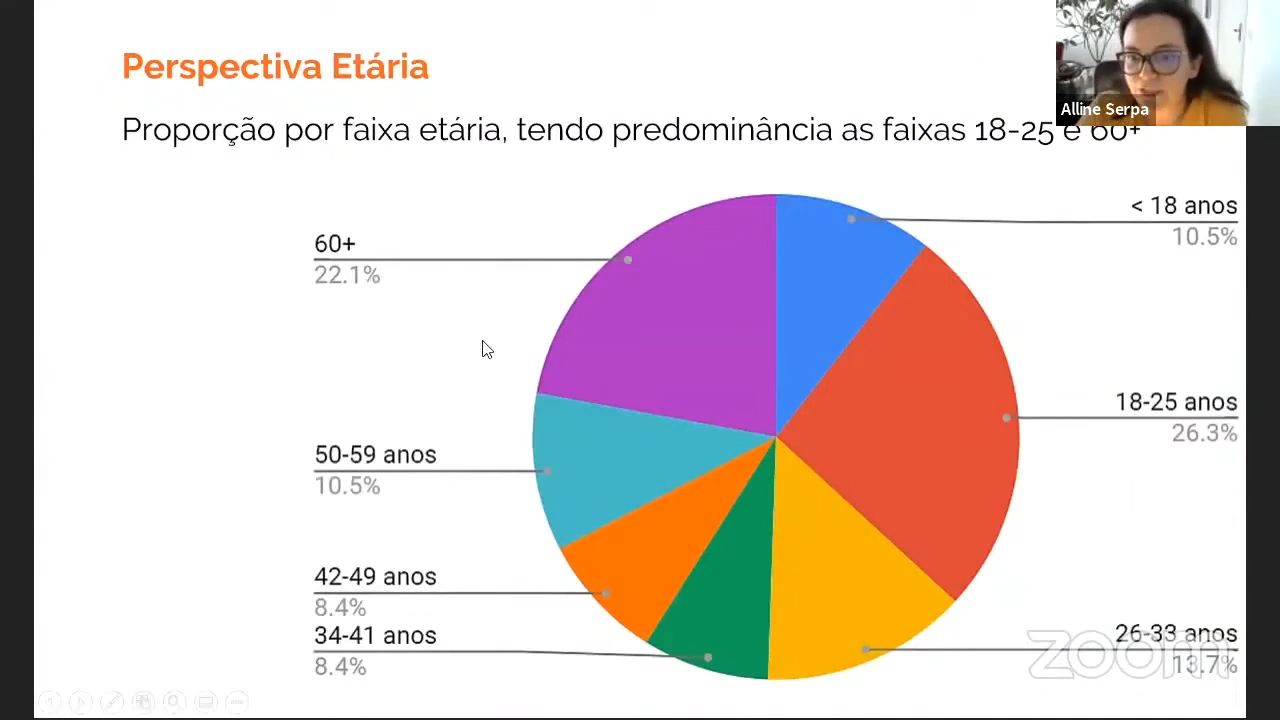 Perspectiva Etária
Alline Serpa
Proporção por faixa etária, tendo predominância as faixas 18-25 e 60+
< 18 anos
10.5%
60+
22.1%
18-25 anos
26.3%
50-59 anos
10.5%
42-49 anos
8.4%
34-41 anos
8.4%
26-33 anos
13.7%
zoom